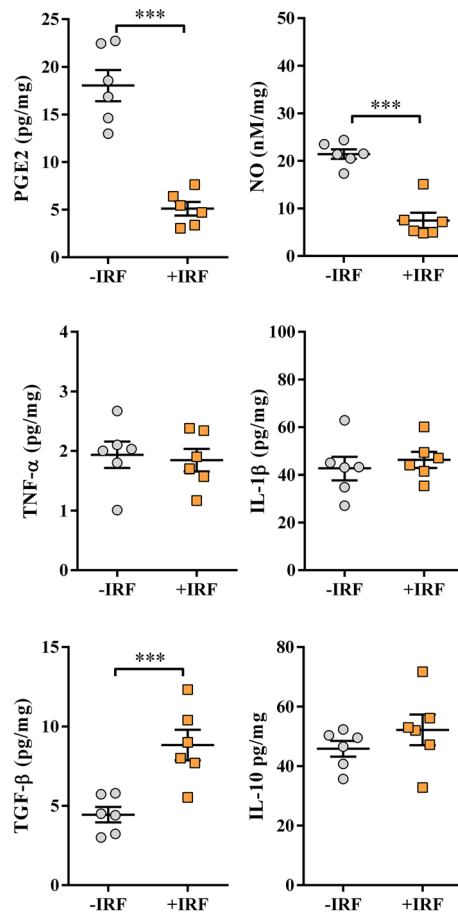 ***
25
20
15
10
5
0
PGE2 (pg/mg)
-IRF +IRF
***
50
40
30
20
10
0
NO (nM/mg)
-IRF +IRF
4
3
2
1
0
TNF-α (pg/mg)
-IRF +IRF
100
80
60
40
20
0
IL-1β (pg/mg)
-IRF +IRF
***
15
10
5
0
TGF-β (pg/mg)
-IRF +IRF
80
60
40
20
0
IL-10 pg/mg
-IRF +IRF